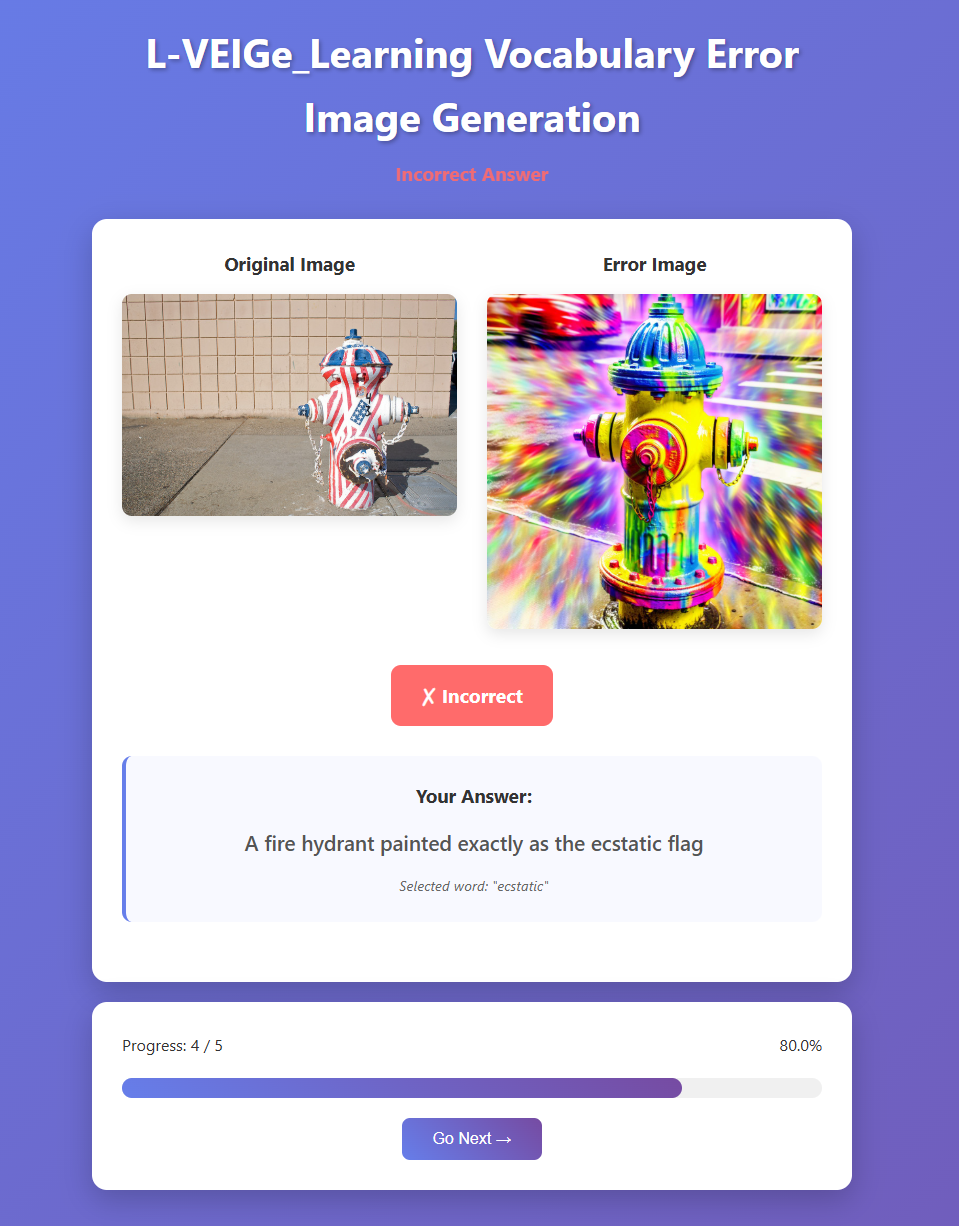 L-VEIGe_Learning Vocabulary Error
Image Generation
Incorrect Answer
Original Image
Error Image
✗ Incorrect
Your Answer:
A fire hydrant painted exactly as the ecstatic flag
Selected word: "ecstatic"
Progress: 4 / 5
80.0%
Go Next →